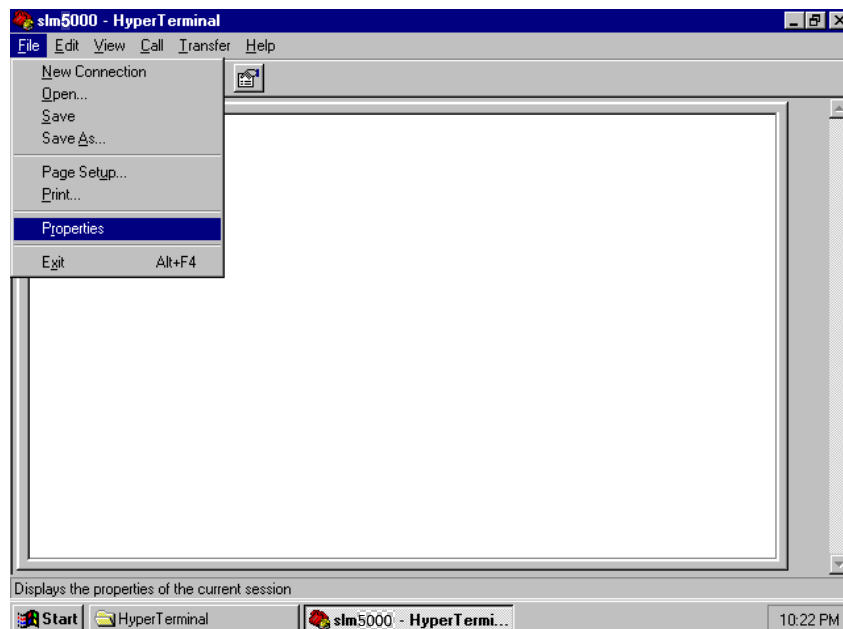 slm5000 - HyperTerminal
File Edit View Call Transfer Help
New Connection
Open...
Save
Save As...
Page Setup...
Print...
Properties
Exit Alt+F4
Displays the properties of the current session
Start HyperTerminal slm5000 - HyperTermi... 10:22 PM